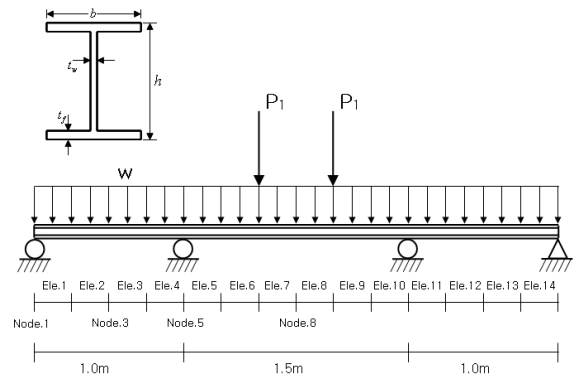 b
t_w
h
t_f
P₁ P₁
W
Ele.1 Ele.2 Ele.3 Ele.4 Ele.5 Ele.6 Ele.7 Ele.8 Ele.9 Ele.10 Ele.11 Ele.12 Ele.13 Ele.14
Node.1 Node.3 Node.5 Node.8
1.0m 1.5m 1.0m